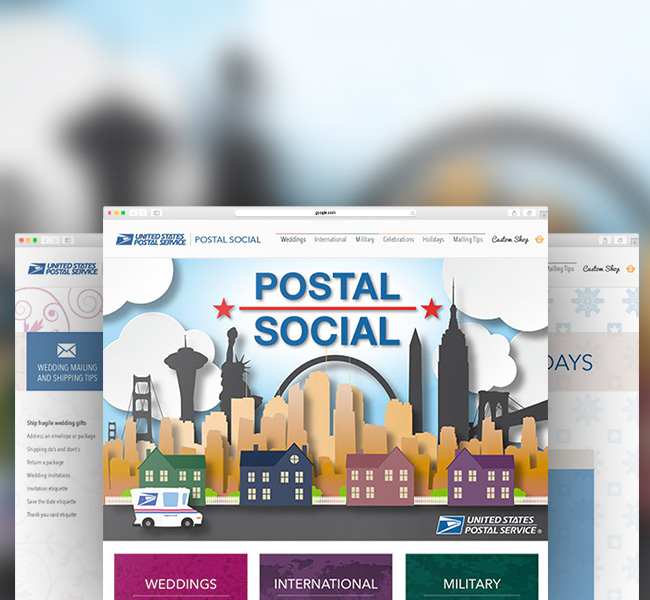 google.com
UNITED STATES
POSTAL SERVICE
POSTAL SOCIAL
Weddings International Military Celebrations Holidays Mailing Tips Custom Shop
POSTAL
SOCIAL
UNITED STATES
POSTAL SERVICE®
WEDDINGS
INTERNATIONAL
MILITARY
UNITED STATES
POSTAL SERVICE
WEDDING MAILING
AND SHIPPING TIPS
Ship fragile wedding gifts
Address an envelope or package
Shipping do's and dont's
Return a package
Wedding invitations
Invitation etiquette
Save the date etiquette
Thank you card etiqutte
Mailing Tips Custom Shop
DAYS